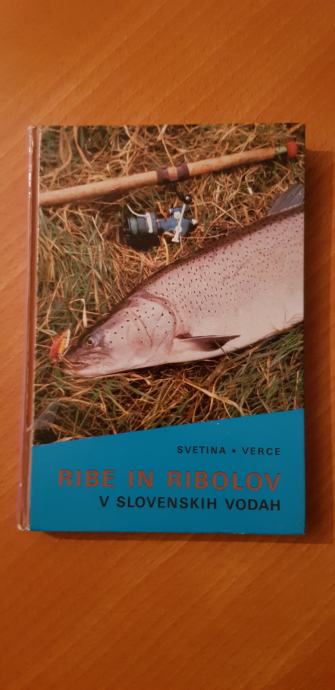 SVETINA • VERCE
RIBE IN RIBOLOV
V SLOVENSKIH VODAH